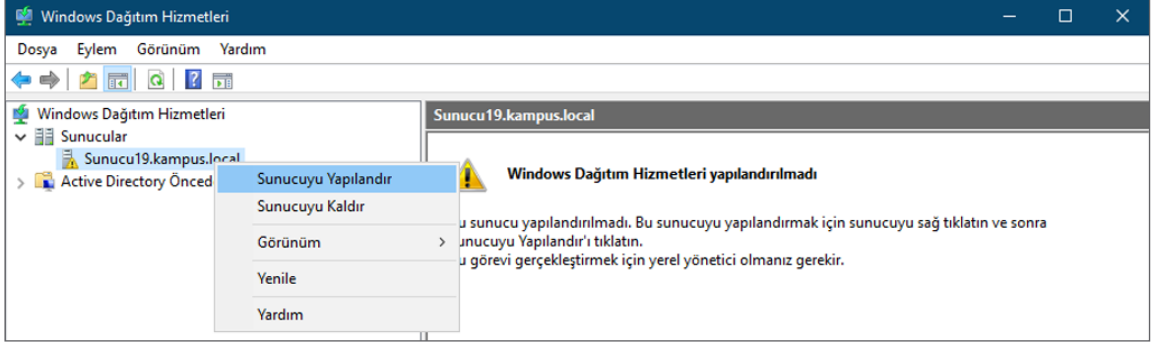 Windows Dağıtım Hizmetleri
Dosya Eylem Görünüm Yardım
Windows Dağıtım Hizmetleri
Sunucular
Sunucu19.kampus.local
Active Directory Önced
Sunucuyu Yapılandır
Sunucuyu Kaldır
Görünüm
Yenile
Yardım
Sunucu19.kampus.local
Windows Dağıtım Hizmetleri yapılandırılmadı
u sunucu yapılandırılmadı. Bu sunucuyu yapılandırmak için sunucuyu sağ tıklatın ve sonra
unucuyu Yapılandır'ı tıklatın.
u görevi gerçekleştirmek için yerel yönetici olmanız gerekir.